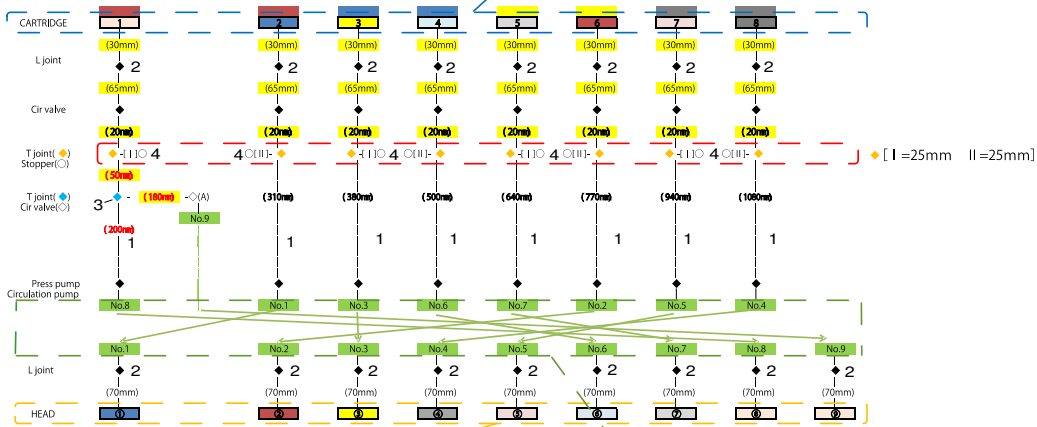 CARTRIDGE 1 2 3 4 5 6 7 8
(30mm) (30mm) (30mm) (30mm) (30mm) (30mm) (30mm) (30mm)
L joint 2 2 2 2 2 2 2 2
(65mm) (65mm) (65mm) (65mm) (65mm) (65mm) (65mm) (65mm)
Cir valve
(20mm) (20mm) (20mm) (20mm) (20mm) (20mm) (20mm) (20mm)
T joint(◆) ◆-[Ⅰ]○ 4 4 ○[Ⅱ]-◆ ◆-[Ⅰ]○ 4 ○[Ⅱ]-◆ ◆-[Ⅰ]○ 4 ○[Ⅱ]-◆ ◆-[Ⅰ]○ 4 ○[Ⅱ]-◆ ◆[Ⅰ=25mm Ⅱ=25mm]
Stopper(○)
(50mm)
T joint(◆) 3 ◆- (180mm) -◇(A) (310mm) (380mm) (500mm) (640mm) (770mm) (940mm) (1080mm)
Cir valve(◇)
No.9
(200mm)
1 1 1 1 1 1 1 1
Press pump
Circulation pump
No.8 No.1 No.3 No.6 No.7 No.2 No.5 No.4
No.1 No.2 No.3 No.4 No.5 No.6 No.7 No.8 No.9
L joint 2 2 2 2 2 2 2 2 2
(70mm) (70mm) (70mm) (70mm) (70mm) (70mm) (70mm) (70mm) (70mm)
HEAD ① ② ③ ④ ⑤ ⑥ ⑦ ⑧ ⑨